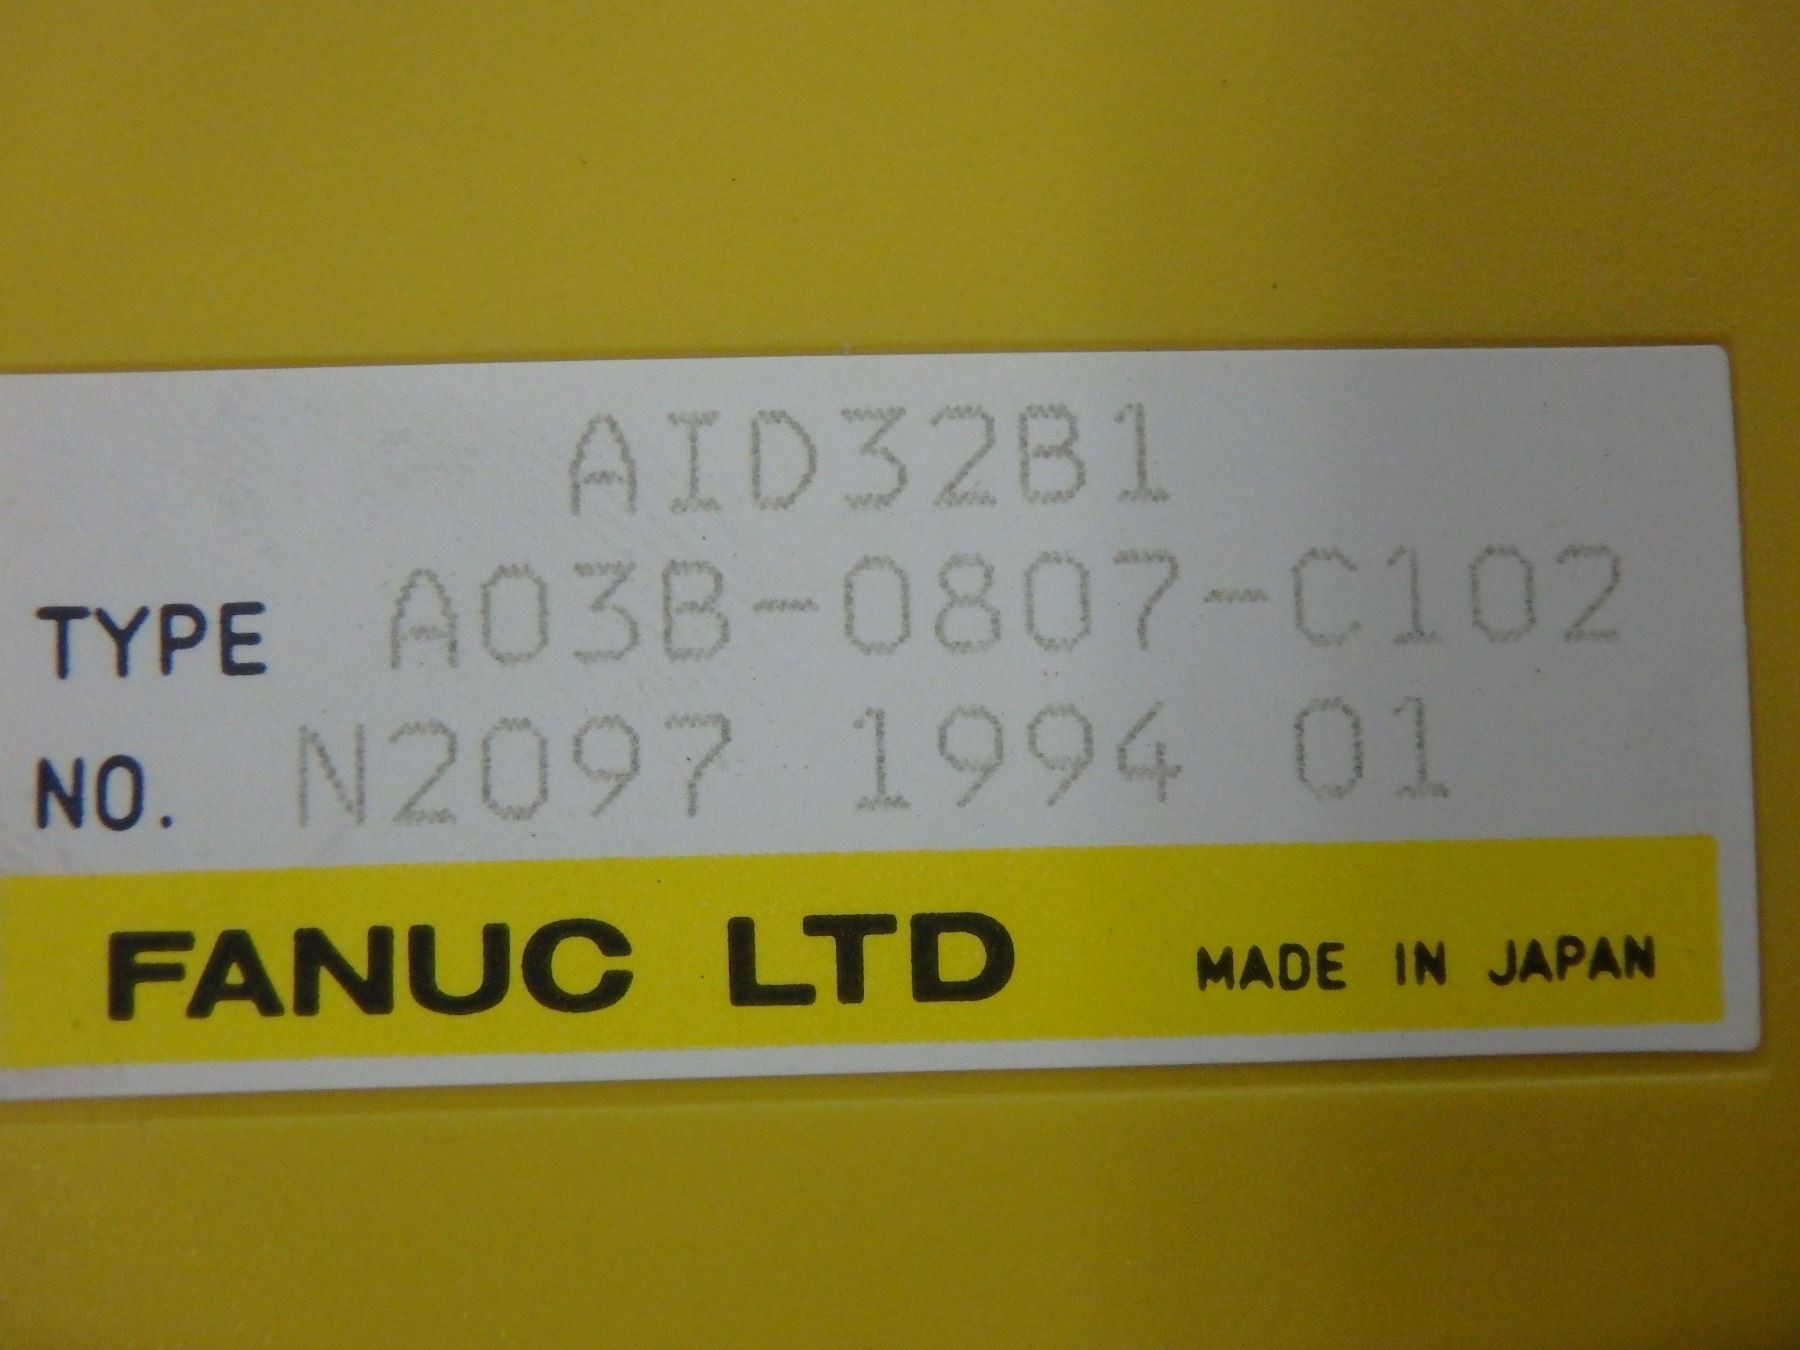 AID32B1
TYPE A03B-0807-C102
NO. N2097 1994 01
FANUC LTD MADE IN JAPAN